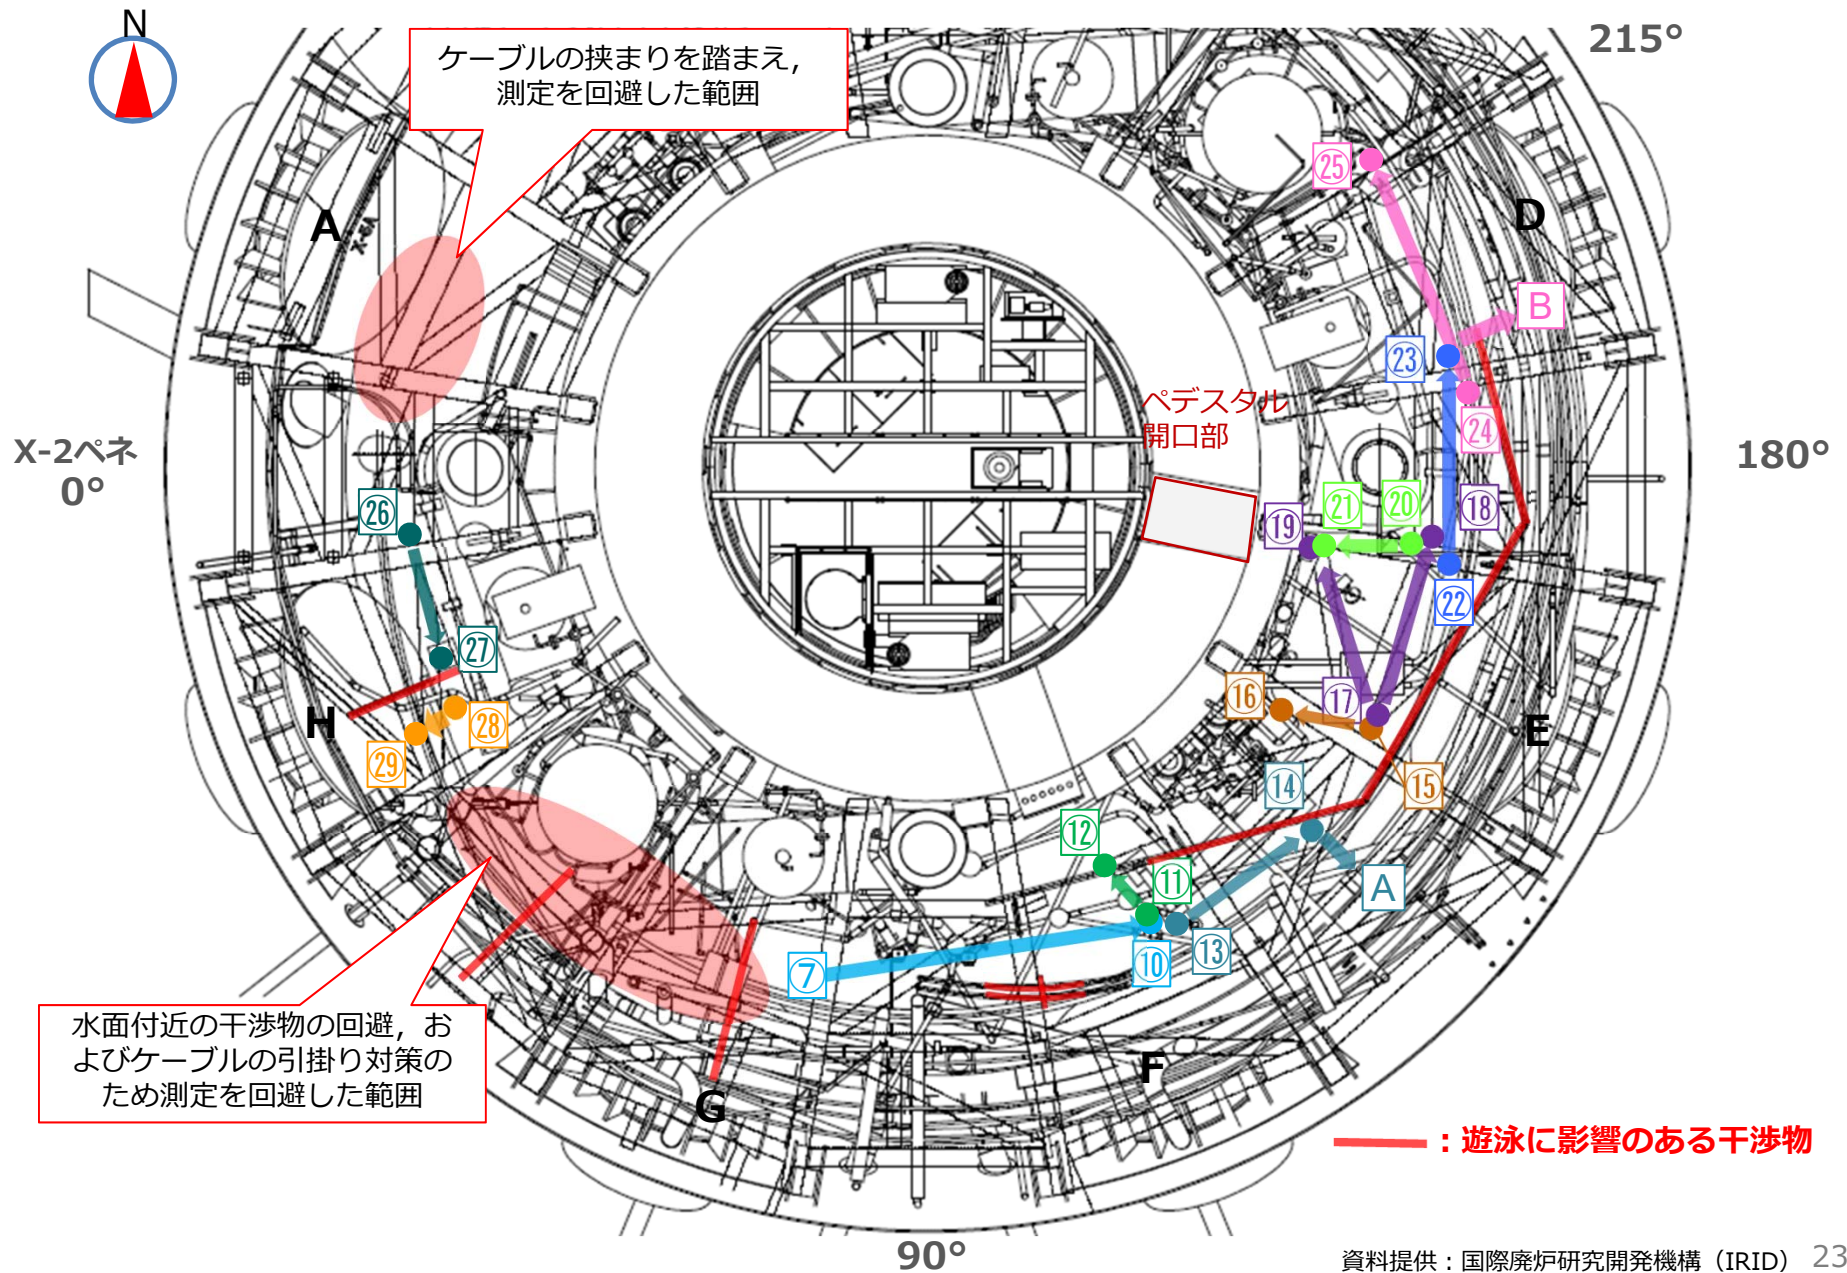 N
215°
ケーブルの挟まりを踏まえ,
測定を回避した範囲
㉕
A
D
B
㉓
ペデスタル
開口部
㉔
X-2ペネ
0°
180°
㉖
⑲
㉑
⑳
⑱
㉒
㉗
⑯
⑰
H
㉘
E
㉙
⑭
⑮
⑫
⑪
A
⑦
⑩
⑬
水面付近の干渉物の回避, お
よびケーブルの引掛り対策の
ため測定を回避した範囲
F
G
：遊泳に影響のある干渉物
90°
資料提供：国際廃炉研究開発機構（IRID）
23